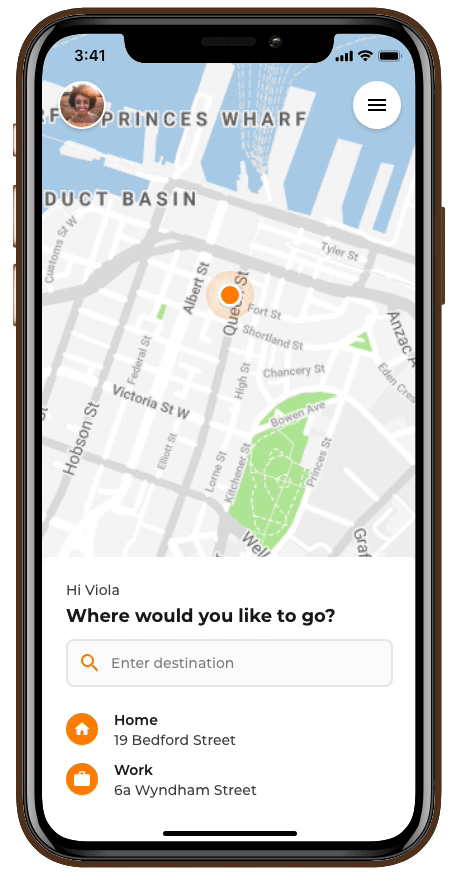 3:41
PRINCES WHARF
DUCT BASIN
Customs St W
Tyler St
Albert St
Queen St
Fort St
Shortland St
Anzac A
Federal St
Chancery St
High St
Eden Cres
Victoria St W
Bowen Ave
Hobson St
Elliott St
Lorne St
Kitchener St
Princes St
Well
Graf
Hi Viola
Where would you like to go?
Enter destination
Home
19 Bedford Street
Work
6a Wyndham Street